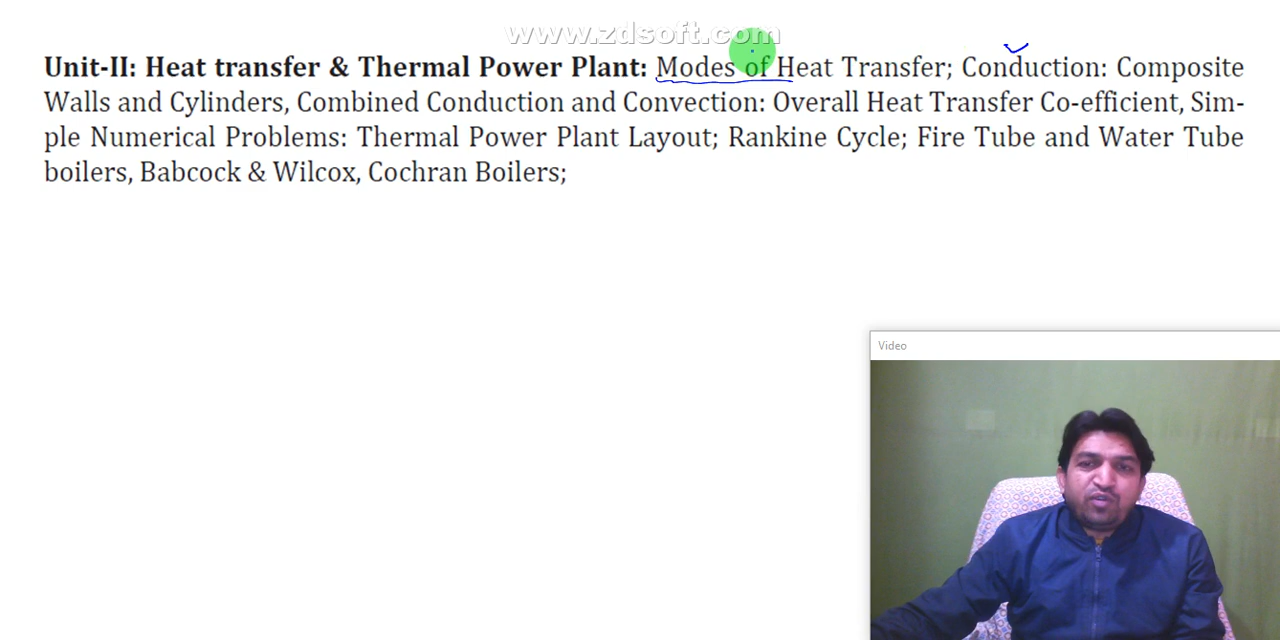 www.zdsoft.com
Unit-II: Heat transfer & Thermal Power Plant: Modes of Heat Transfer; Conduction: Composite
Walls and Cylinders, Combined Conduction and Convection: Overall Heat Transfer Co-efficient, Sim-
ple Numerical Problems: Thermal Power Plant Layout; Rankine Cycle; Fire Tube and Water Tube
boilers, Babcock & Wilcox, Cochran Boilers;
Video